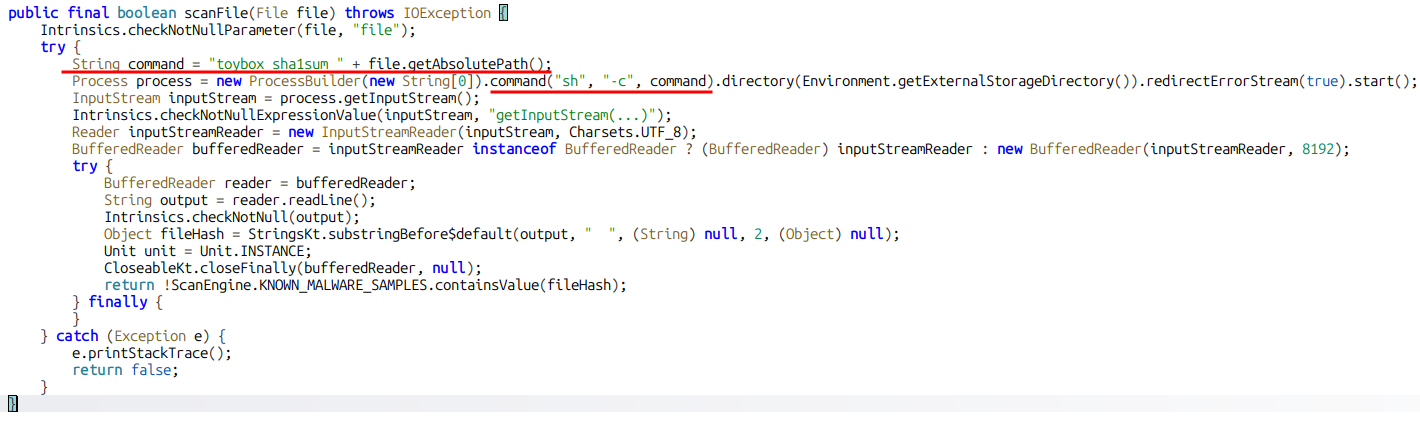 public final boolean scanFile(File file) throws IOException {
    Intrinsics.checkNotNullParameter(file, "file");
    try {
        String command = "toybox sha1sum " + file.getAbsolutePath();
        Process process = new ProcessBuilder(new String[0]).command("sh", "-c", command).directory(Environment.getExternalStorageDirectory()).redirectErrorStream(true).start();
        InputStream inputStream = process.getInputStream();
        Intrinsics.checkNotNullExpressionValue(inputStream, "getInputStream(...)");
        Reader inputStreamReader = new InputStreamReader(inputStream, Charsets.UTF_8);
        BufferedReader bufferedReader = inputStreamReader instanceof BufferedReader ? (BufferedReader) inputStreamReader : new BufferedReader(inputStreamReader, 8192);
        try {
            BufferedReader reader = bufferedReader;
            String output = reader.readLine();
            Intrinsics.checkNotNull(output);
            Object fileHash = StringsKt.substringBefore$default(output, "  ", (String) null, 2, (Object) null);
            Unit unit = Unit.INSTANCE;
            CloseableKt.closeFinally(bufferedReader, null);
            return !ScanEngine.KNOWN_MALWARE_SAMPLES.containsValue(fileHash);
        } finally {
        }
    } catch (Exception e) {
        e.printStackTrace();
        return false;
    }
}